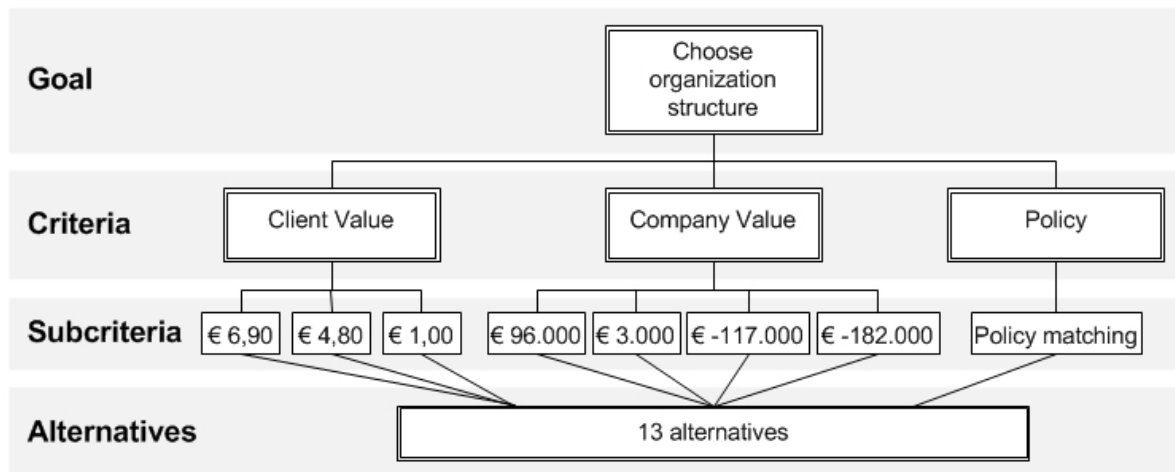 Goal
Choose
organization
structure
Criteria
Client Value
Company Value
Policy
Subcriteria
€ 6,90
€ 4,80
€ 1,00
€ 96.000
€ 3.000
€ -117.000
€ -182.000
Policy matching
Alternatives
13 alternatives